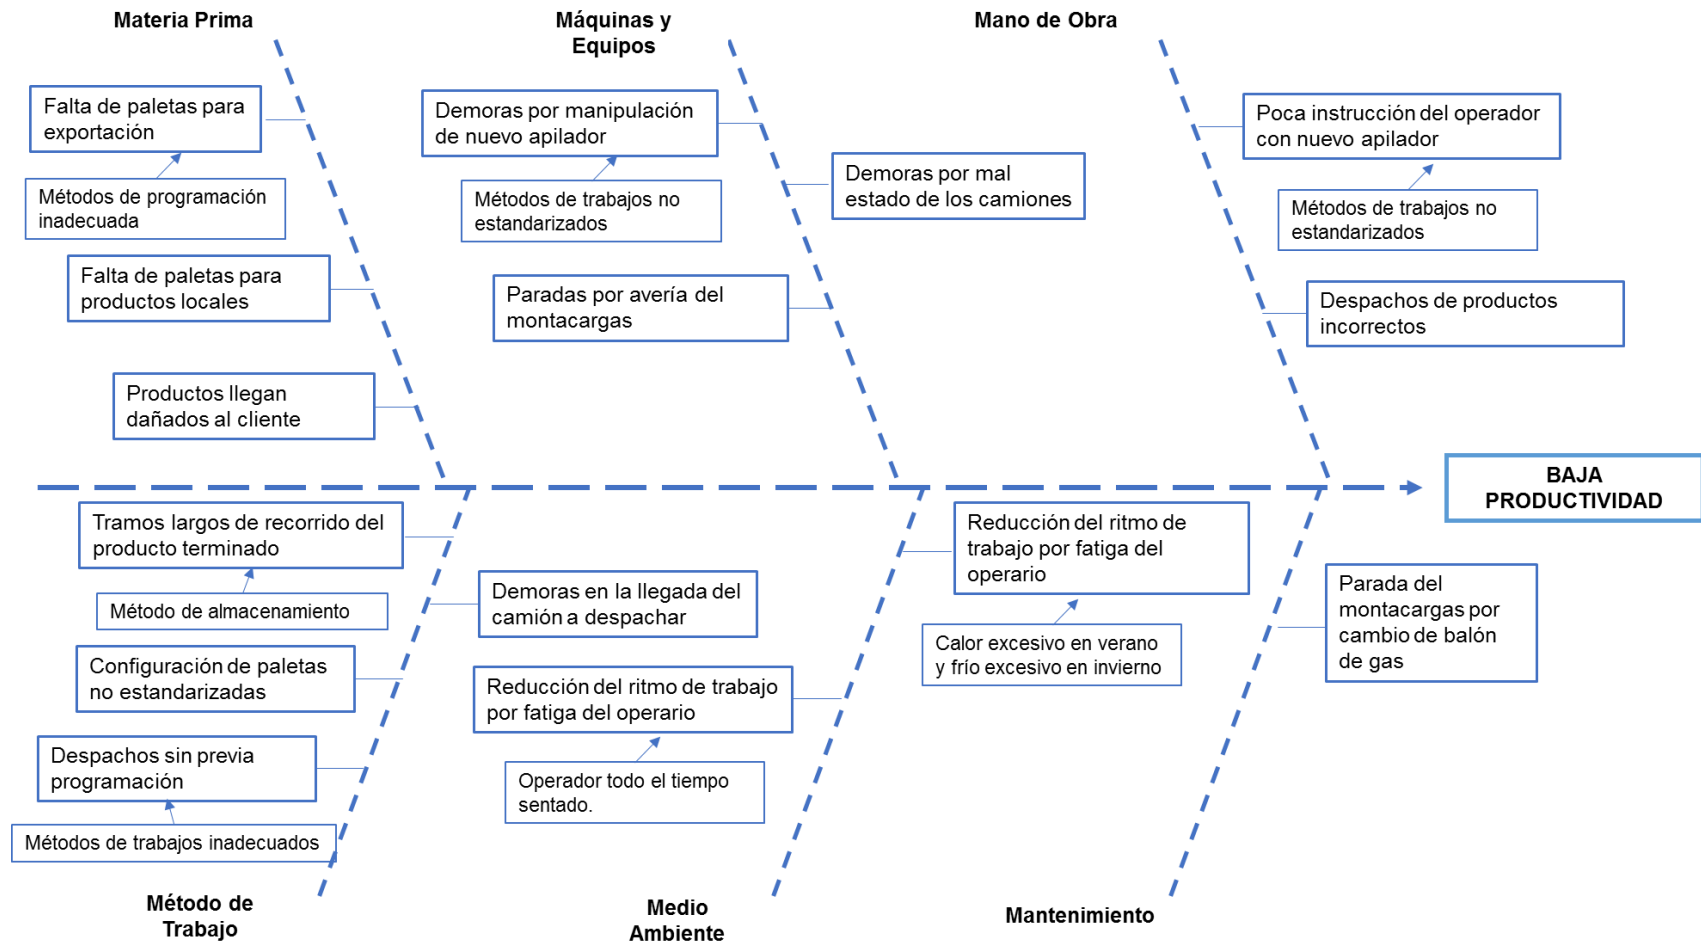 Materia Prima
Máquinas y
Equipos
Mano de Obra
Falta de paletas para
exportación
Métodos de programación
inadecuada
Falta de paletas para
productos locales
Productos llegan
dañados al cliente
Demoras por manipulación
de nuevo apilador
Métodos de trabajos no
estandarizados
Demoras por mal
estado de los camiones
Paradas por avería del
montacargas
Poca instrucción del operador
con nuevo apilador
Métodos de trabajos no
estandarizados
Despachos de productos
incorrectos
BAJA
PRODUCTIVIDAD
Tramos largos de recorrido del
producto terminado
Método de almacenamiento
Demoras en la llegada del
camión a despachar
Configuración de paletas
no estandarizadas
Despachos sin previa
programación
Métodos de trabajos inadecuados
Reducción del ritmo de
trabajo por fatiga del
operario
Calor excesivo en verano
y frío excesivo en invierno
Reducción del ritmo de trabajo
por fatiga del operario
Operador todo el tiempo
sentado.
Parada del
montacargas por
cambio de balón
de gas
Método de
Trabajo
Medio
Ambiente
Mantenimiento